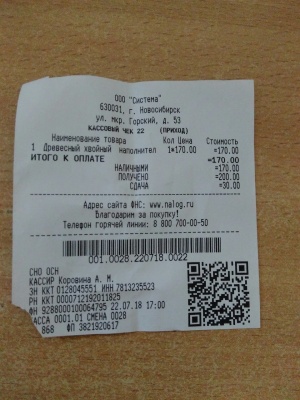 ООО "Система"
630031, г. Новосибирск
ул. мкр. Горский, д. 53
КАССОВЫЙ ЧЕК 22 (ПРИХОД)
Наименование товара Кол Цена Стоимость
1 Древесный хвойный наполнител 1*170.00 =170.00
ИТОГО К ОПЛАТЕ =170.00
НАЛИЧНЫМИ =170.00
ПОЛУЧЕНО =200.00
СДАЧА =30.00
Адрес сайта ФНС: www.nalog.ru
Благодарим за покупку!
Телефон горячей линии: 8 800 700-00-50
001.0028.220718.0022
СНО ОСН
КАССИР Коровина А. М.
ЗН ККТ 0128045551 ИНН 7813235523
РН ККТ 0000712192011825
ФН 9288000100064795 22.07.18 17:00
КАССА 0001.01 СМЕНА 0028
868 ФП 3821920617